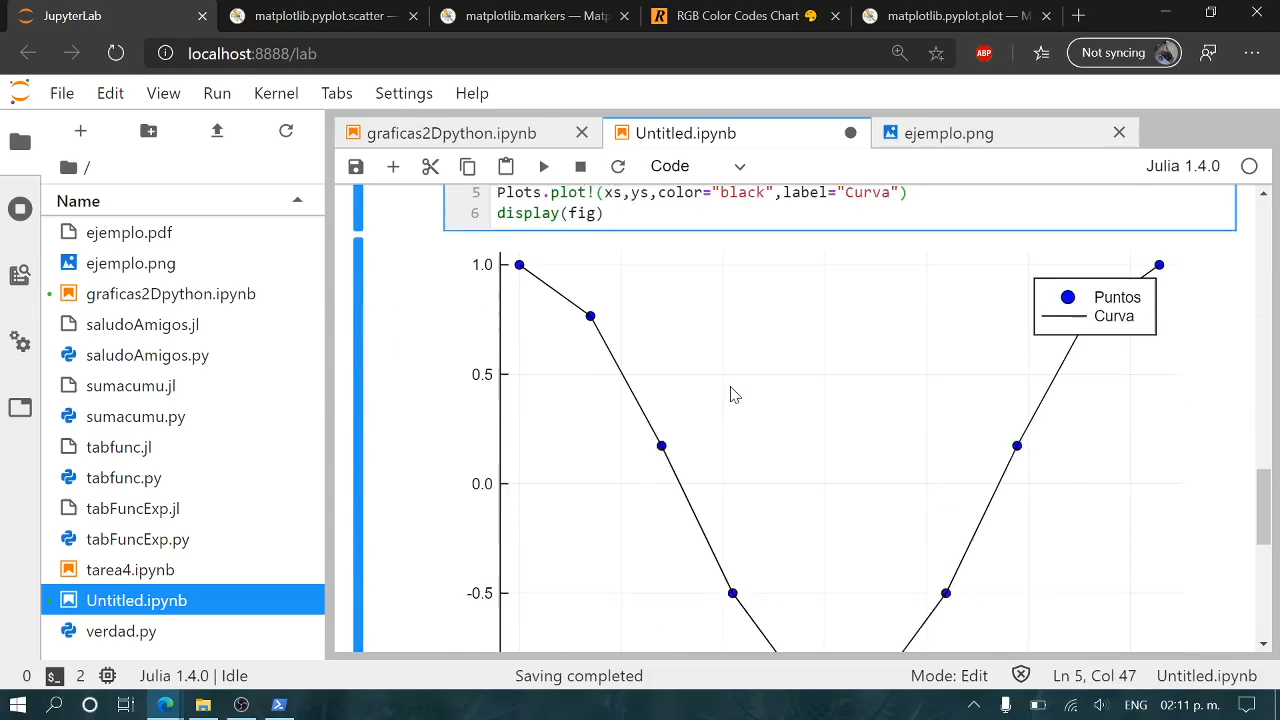 JupyterLab
matplotlib.pyplot.scatter —
matplotlib.markers — Matp
RGB Color Codes Chart
matplotlib.pyplot.plot — M
localhost:8888/lab
ABP
Not syncing
File Edit View Run Kernel Tabs Settings Help
graficas2Dpython.ipynb
Untitled.ipynb
ejemplo.png
Code
Julia 1.4.0
/
Name
ejemplo.pdf
ejemplo.png
graficas2Dpython.ipynb
saludoAmigos.jl
saludoAmigos.py
sumacumu.jl
sumacumu.py
tabfunc.jl
tabfunc.py
tabFuncExp.jl
tabFuncExp.py
tarea4.ipynb
Untitled.ipynb
verdad.py
5 Plots.plot!(xs,ys,color="black",label="Curva")
6 display(fig)
1.0
0.5
0.0
-0.5
Puntos
Curva
0 2 Julia 1.4.0 | Idle
Saving completed
Mode: Edit
Ln 5, Col 47
Untitled.ipynb
ENG
02:11 p. m.